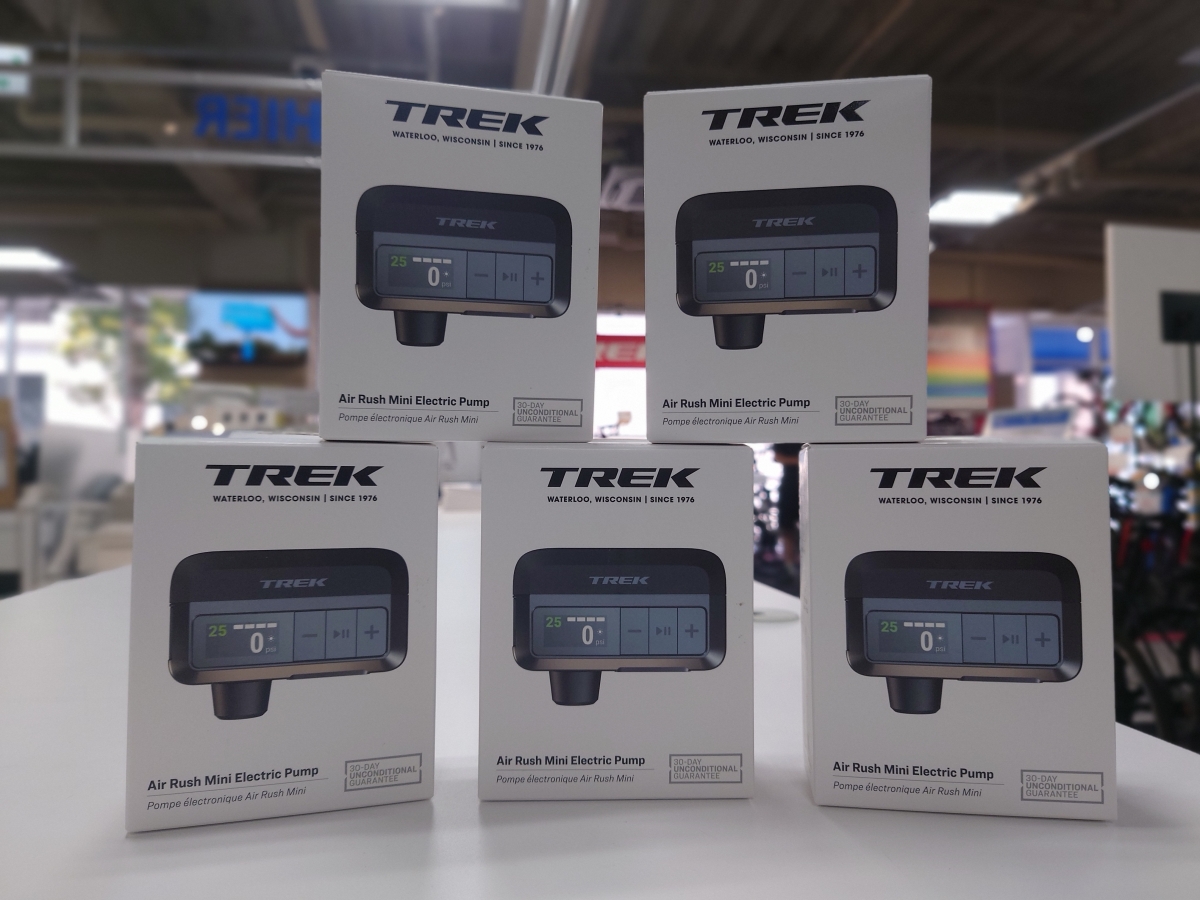 TREK
WATERLOO, WISCONSIN | SINCE 1976
TREK
25
0
psi
Air Rush Mini Electric Pump
Pompe électronique Air Rush Mini
30-DAY
UNCONDITIONAL
GUARANTEE
TREK
WATERLOO, WISCONSIN | SINCE 1976
TREK
25
0
psi
Air Rush Mini Electric Pump
Pompe électronique Air Rush Mini
30-DAY
UNCONDITIONAL
GUARANTEE
TREK
WATERLOO, WISCONSIN | SINCE 1976
TREK
25
0
psi
Air Rush Mini Electric Pump
Pompe électronique Air Rush Mini
30-DAY
UNCONDITIONAL
GUARANTEE
TREK
WATERLOO, WISCONSIN | SINCE 1976
TREK
25
0
psi
Air Rush Mini Electric Pump
Pompe électronique Air Rush Mini
30-DAY
UNCONDITIONAL
GUARANTEE
TREK
WATERLOO, WISCONSIN | SINCE 1976
TREK
25
0
psi
Air Rush Mini Electric Pump
Pompe électronique Air Rush Mini
30-DAY
UNCONDITIONAL
GUARANTEE